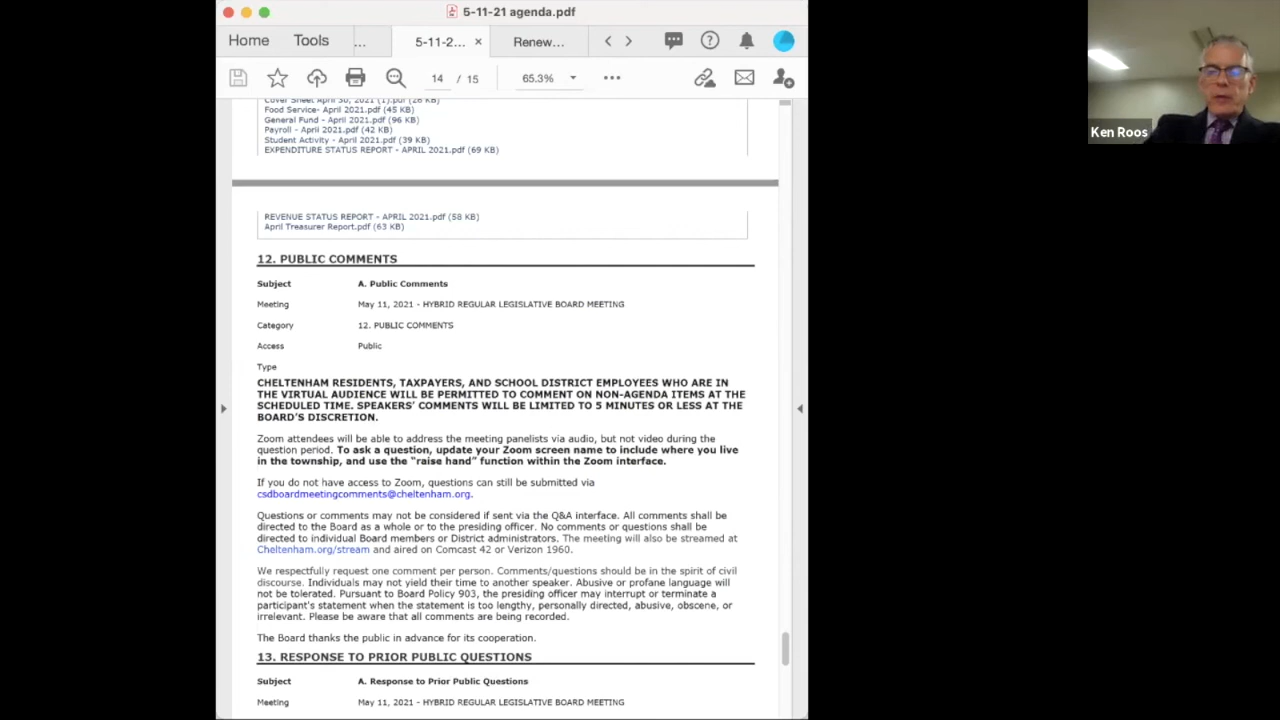 5-11-21 agenda.pdf
Home Tools ... 5-11-2... × Renew...
14 / 15 65.3%
Cover Sheet April 30, 2021 (1).pdf (26 KB)
Food Service- April 2021.pdf (45 KB)
General Fund - April 2021.pdf (96 KB)
Payroll - April 2021.pdf (42 KB)
Student Activity - April 2021.pdf (39 KB)
EXPENDITURE STATUS REPORT - APRIL 2021.pdf (69 KB)
REVENUE STATUS REPORT - APRIL 2021.pdf (58 KB)
April Treasurer Report.pdf (63 KB)
12. PUBLIC COMMENTS
Subject A. Public Comments
Meeting May 11, 2021 - HYBRID REGULAR LEGISLATIVE BOARD MEETING
Category 12. PUBLIC COMMENTS
Access Public
Type
CHELTENHAM RESIDENTS, TAXPAYERS, AND SCHOOL DISTRICT EMPLOYEES WHO ARE IN
THE VIRTUAL AUDIENCE WILL BE PERMITTED TO COMMENT ON NON-AGENDA ITEMS AT THE
SCHEDULED TIME. SPEAKERS' COMMENTS WILL BE LIMITED TO 5 MINUTES OR LESS AT THE
BOARD'S DISCRETION.
Zoom attendees will be able to address the meeting panelists via audio, but not video during the
question period. To ask a question, update your Zoom screen name to include where you live
in the township, and use the “raise hand” function within the Zoom interface.
If you do not have access to Zoom, questions can still be submitted via
csdboardmeetingcomments@cheltenham.org.
Questions or comments may not be considered if sent via the Q&A interface. All comments shall be
directed to the Board as a whole or to the presiding officer. No comments or questions shall be
directed to individual Board members or District administrators. The meeting will also be streamed at
Cheltenham.org/stream and aired on Comcast 42 or Verizon 1960.
We respectfully request one comment per person. Comments/questions should be in the spirit of civil
discourse. Individuals may not yield their time to another speaker. Abusive or profane language will
not be tolerated. Pursuant to Board Policy 903, the presiding officer may interrupt or terminate a
participant's statement when the statement is too lengthy, personally directed, abusive, obscene, or
irrelevant. Please be aware that all comments are being recorded.
The Board thanks the public in advance for its cooperation.
13. RESPONSE TO PRIOR PUBLIC QUESTIONS
Subject A. Response to Prior Public Questions
Meeting May 11, 2021 - HYBRID REGULAR LEGISLATIVE BOARD MEETING
Ken Roos